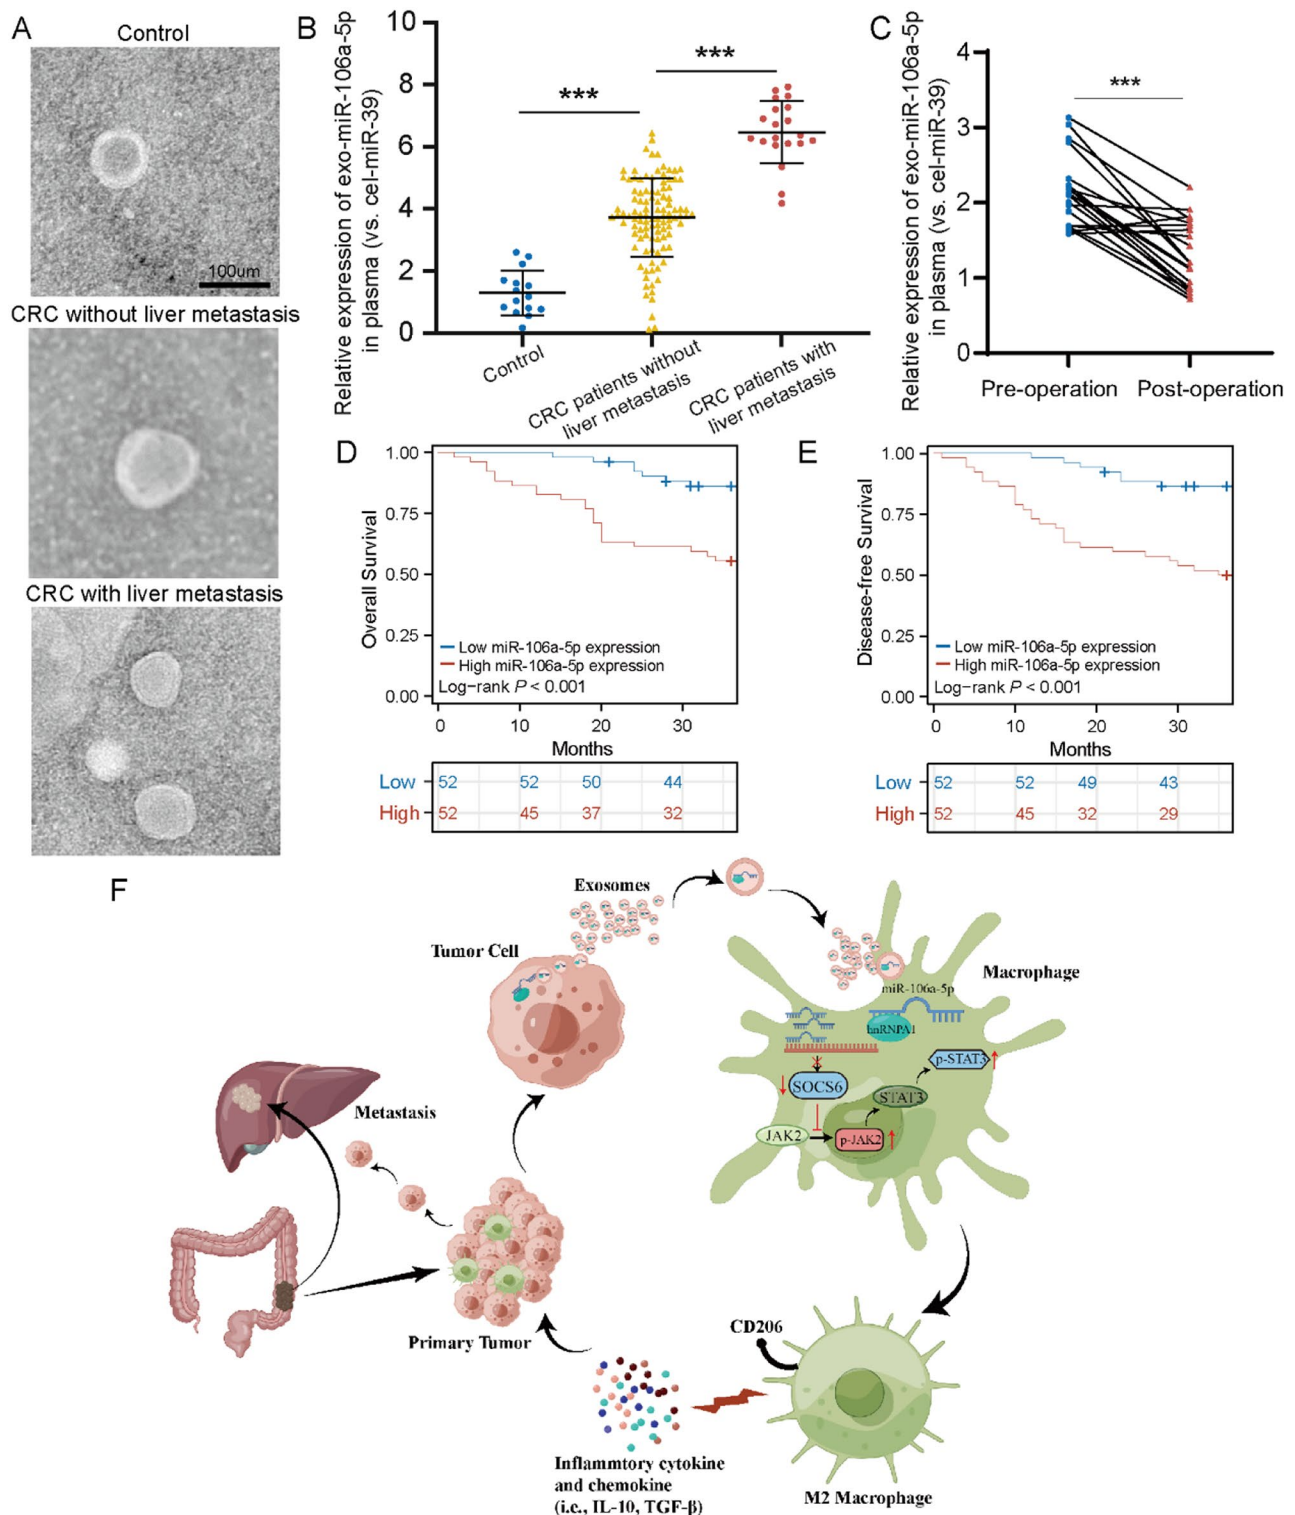 A
Control
100um
CRC without liver metastasis
CRC with liver metastasis
B
Relative expression of exo-miR-106a-5p
in plasma (vs. cel-miR-39)
10
8
6
4
2
0
***
***
Control
CRC patients without
liver metastasis
CRC patients with
liver metastasis
C
Relative expression of exo-miR-106a-5p
in plasma (vs. cel-miR-39)
4
3
2
1
0
***
Pre-operation
Post-operation
D
Overall Survival
1.00
0.75
0.50
0.25
0.00
Low miR-106a-5p expression
High miR-106a-5p expression
Log-rank P < 0.001
0 10 20 30
Months
Low 52 52 50 44
High 52 45 37 32
E
Disease-free Survival
1.00
0.75
0.50
0.25
0.00
Low miR-106a-5p expression
High miR-106a-5p expression
Log-rank P < 0.001
0 10 20 30
Months
Low 52 52 49 43
High 52 45 32 29
F
Exosomes
Tumor Cell
Macrophage
miR-106a-5p
hnRNPA1
p-STAT3
SOCS6
STAT3
JAK2
p-JAK2
Metastasis
Primary Tumor
CD206
Inflammtory cytokine
and chemokine
(i.e., IL-10, TGF-β)
M2 Macrophage